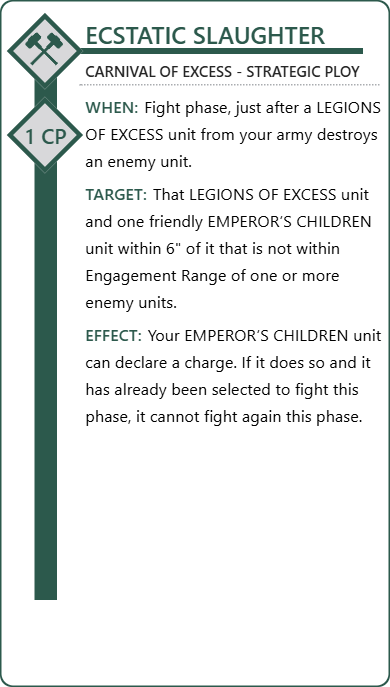 ECSTATIC SLAUGHTER
CARNIVAL OF EXCESS - STRATEGIC PLOY
1 CP
WHEN: Fight phase, just after a LEGIONS
OF EXCESS unit from your army destroys
an enemy unit.
TARGET: That LEGIONS OF EXCESS unit
and one friendly EMPEROR'S CHILDREN
unit within 6" of it that is not within
Engagement Range of one or more
enemy units.
EFFECT: Your EMPEROR'S CHILDREN unit
can declare a charge. If it does so and it
has already been selected to fight this
phase, it cannot fight again this phase.